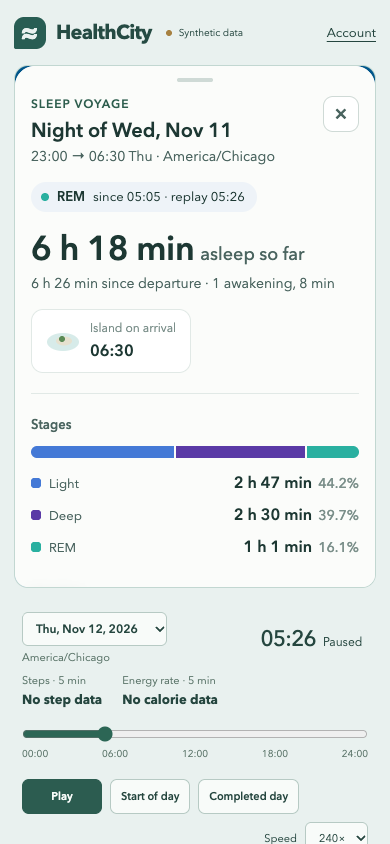 HealthCity
Synthetic data
Account
SLEEP VOYAGE
Night of Wed, Nov 11
23:00 → 06:30 Thu · America/Chicago
REM since 05:05 · replay 05:26
6 h 18 min asleep so far
6 h 26 min since departure · 1 awakening, 8 min
Island on arrival
06:30
Stages
Light 2 h 47 min 44.2%
Deep 2 h 30 min 39.7%
REM 1 h 1 min 16.1%
Thu, Nov 12, 2026
05:26 Paused
America/Chicago
Steps · 5 min Energy rate · 5 min
No step data No calorie data
00:00 06:00 12:00 18:00 24:00
Play Start of day Completed day
Speed 240×